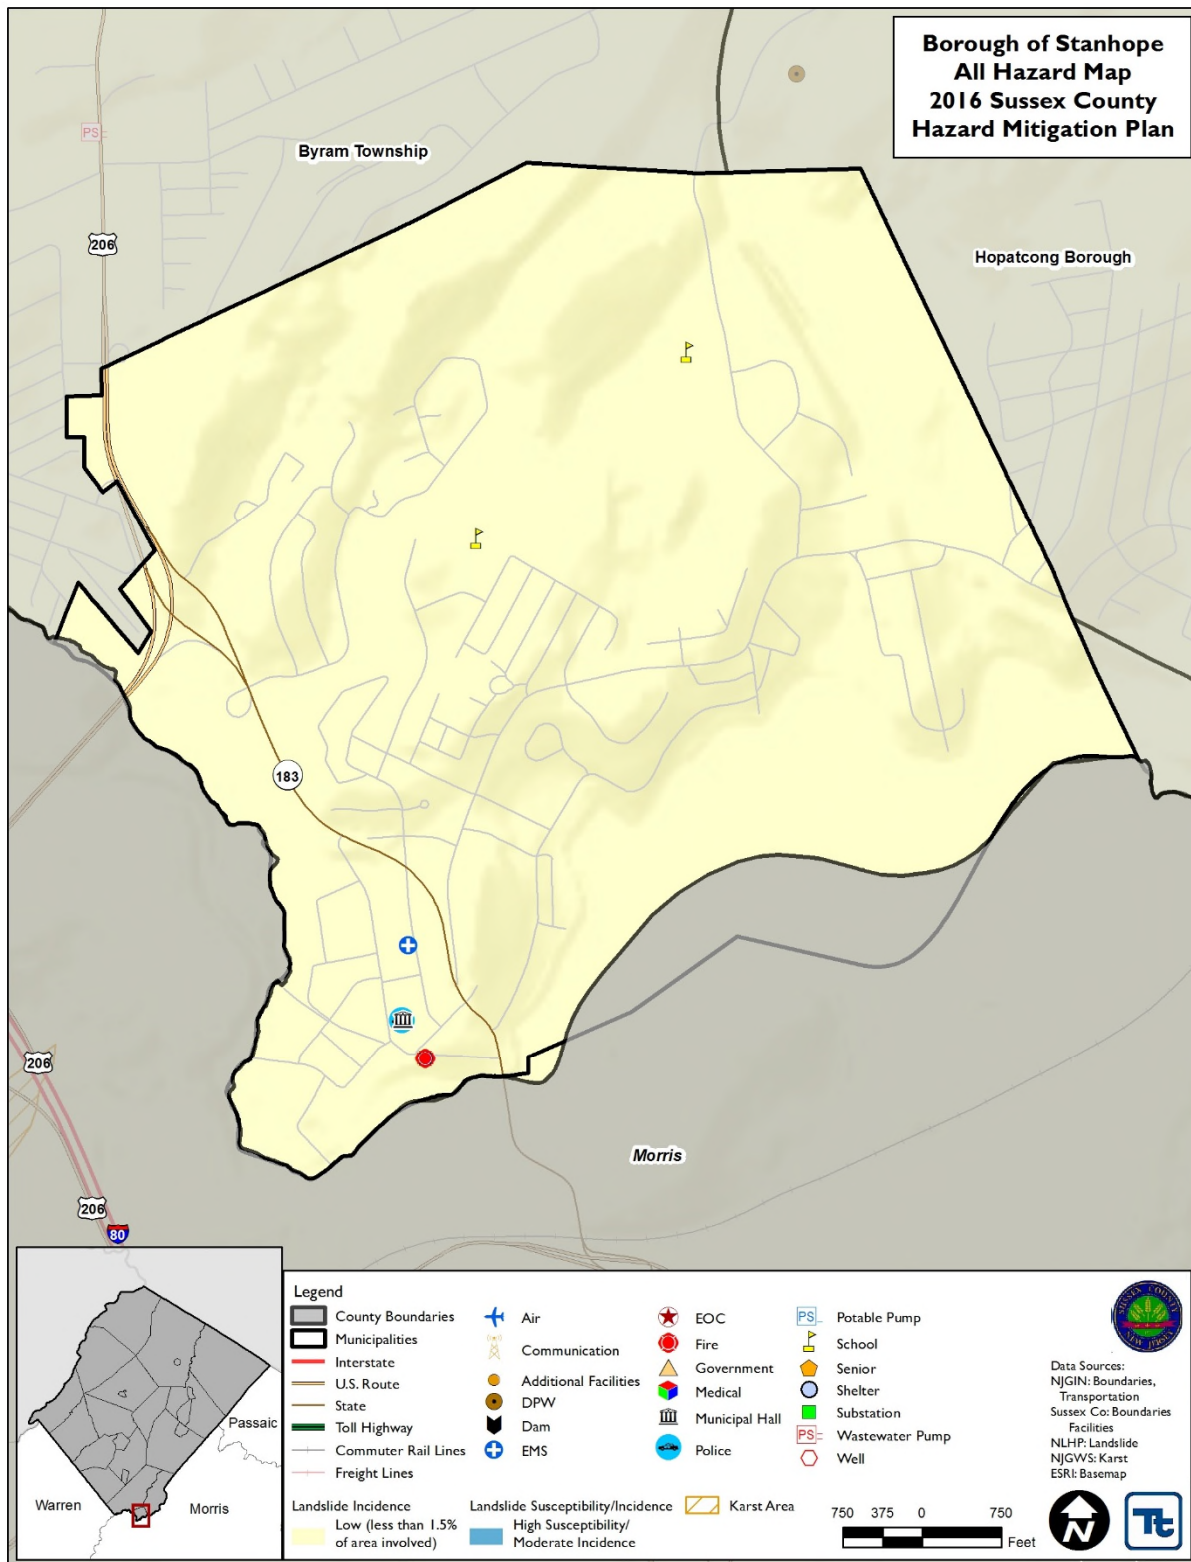 Borough of Stanhope
All Hazard Map
2016 Sussex County
Hazard Mitigation Plan
Byram Township
PS
206
Hopatcong Borough
183
206
Morris
206
80
Legend
County Boundaries
Municipalities
Interstate
U.S. Route
State
Toll Highway
Commuter Rail Lines
Freight Lines
Air
Communication
Additional Facilities
DPW
Dam
EMS
EOC
Fire
Government
Medical
Municipal Hall
Police
PS
Potable Pump
School
Senior
Shelter
Substation
PS
Wastewater Pump
Well
Landslide Incidence
Low (less than 1.5%
of area involved)
Landslide Susceptibility/Incidence
High Susceptibility/
Moderate Incidence
Karst Area
750 375 0 750
Feet
SUSSEX COUNTY
NEW JERSEY
Data Sources:
NJGIN: Boundaries,
Transportation
Sussex Co: Boundaries
Facilities
NLHP: Landslide
NJGWS: Karst
ESRI: Basemap
N
Tt
Passaic
Warren
Morris